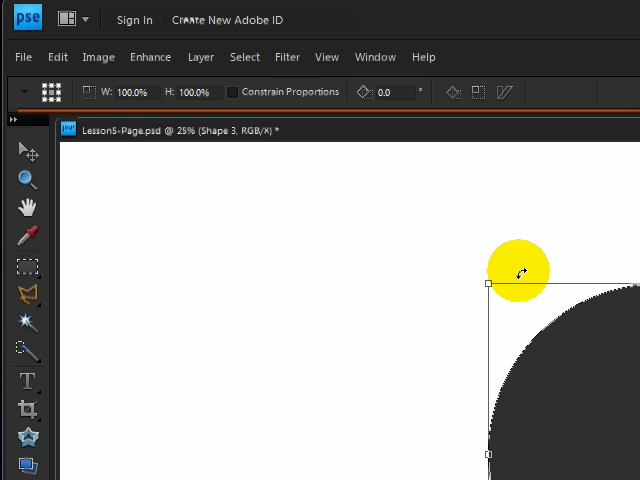 pse Sign In Create New Adobe ID
File Edit Image Enhance Layer Select Filter View Window Help
W: 100.0% H: 100.0% Constrain Proportions 0.0 °
Lesson5-Page.psd @ 25% (Shape 3, RGB/X) *
T